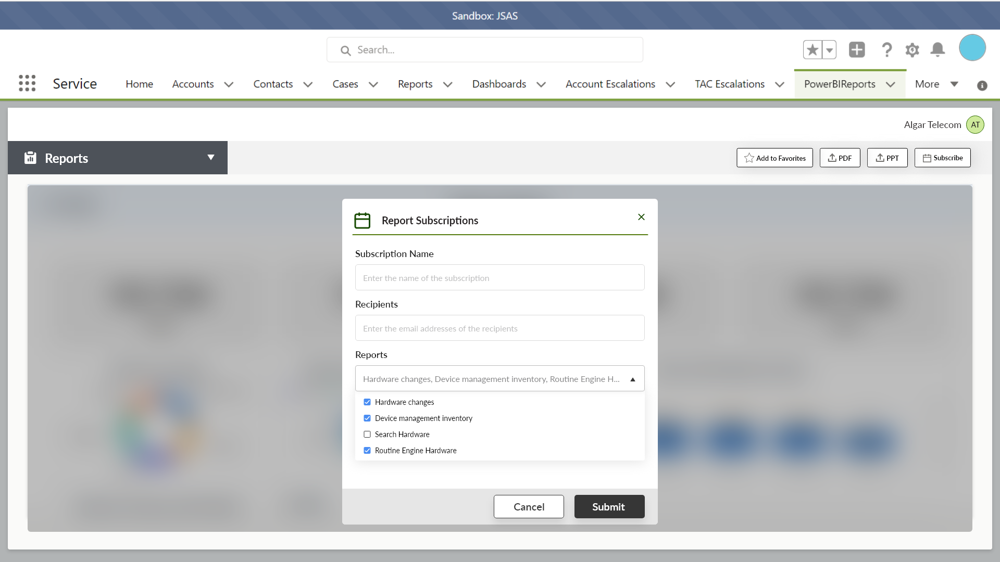 Sandbox: JSAS
Search...
Service
Home
Accounts
Contacts
Cases
Reports
Dashboards
Account Escalations
TAC Escalations
PowerBIReports
More
Algar Telecom
AT
Reports
Add to Favorites
PDF
PPT
Subscribe
Report Subscriptions
Subscription Name
Enter the name of the subscription
Recipients
Enter the email addresses of the recipients
Reports
Hardware changes, Device management inventory, Routine Engine H...
Hardware changes
Device management inventory
Search Hardware
Routine Engine Hardware
Cancel
Submit